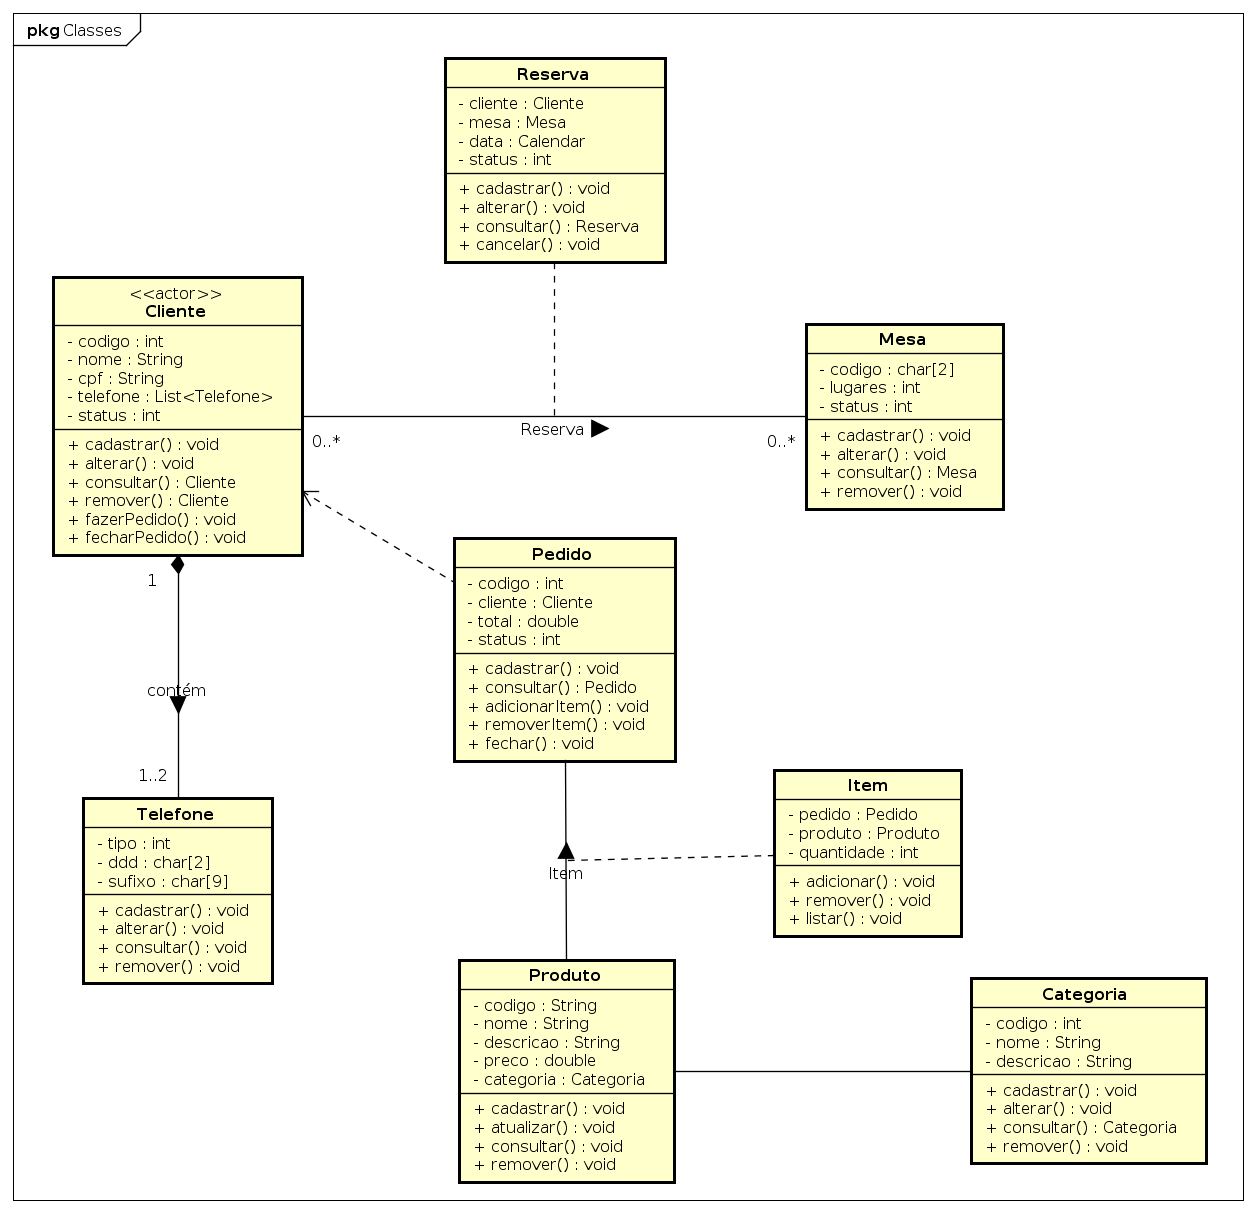 pkg Classes
Reserva
- cliente : Cliente
- mesa : Mesa
- data : Calendar
- status : int
+ cadastrar() : void
+ alterar() : void
+ consultar() : Reserva
+ cancelar() : void
<<actor>>
Cliente
- codigo : int
- nome : String
- cpf : String
- telefone : List<Telefone>
- status : int
+ cadastrar() : void
+ alterar() : void
+ consultar() : Cliente
+ remover() : Cliente
+ fazerPedido() : void
+ fecharPedido() : void
0..*
Reserva
0..*
Mesa
- codigo : char[2]
- lugares : int
- status : int
+ cadastrar() : void
+ alterar() : void
+ consultar() : Mesa
+ remover() : void
1
contém
1..2
Pedido
- codigo : int
- cliente : Cliente
- total : double
- status : int
+ cadastrar() : void
+ consultar() : Pedido
+ adicionarItem() : void
+ removerItem() : void
+ fechar() : void
Telefone
- tipo : int
- ddd : char[2]
- sufixo : char[9]
+ cadastrar() : void
+ alterar() : void
+ consultar() : void
+ remover() : void
Item
Item
- pedido : Pedido
- produto : Produto
- quantidade : int
+ adicionar() : void
+ remover() : void
+ listar() : void
Produto
- codigo : String
- nome : String
- descricao : String
- preco : double
- categoria : Categoria
+ cadastrar() : void
+ atualizar() : void
+ consultar() : void
+ remover() : void
Categoria
- codigo : int
- nome : String
- descricao : String
+ cadastrar() : void
+ alterar() : void
+ consultar() : Categoria
+ remover() : void